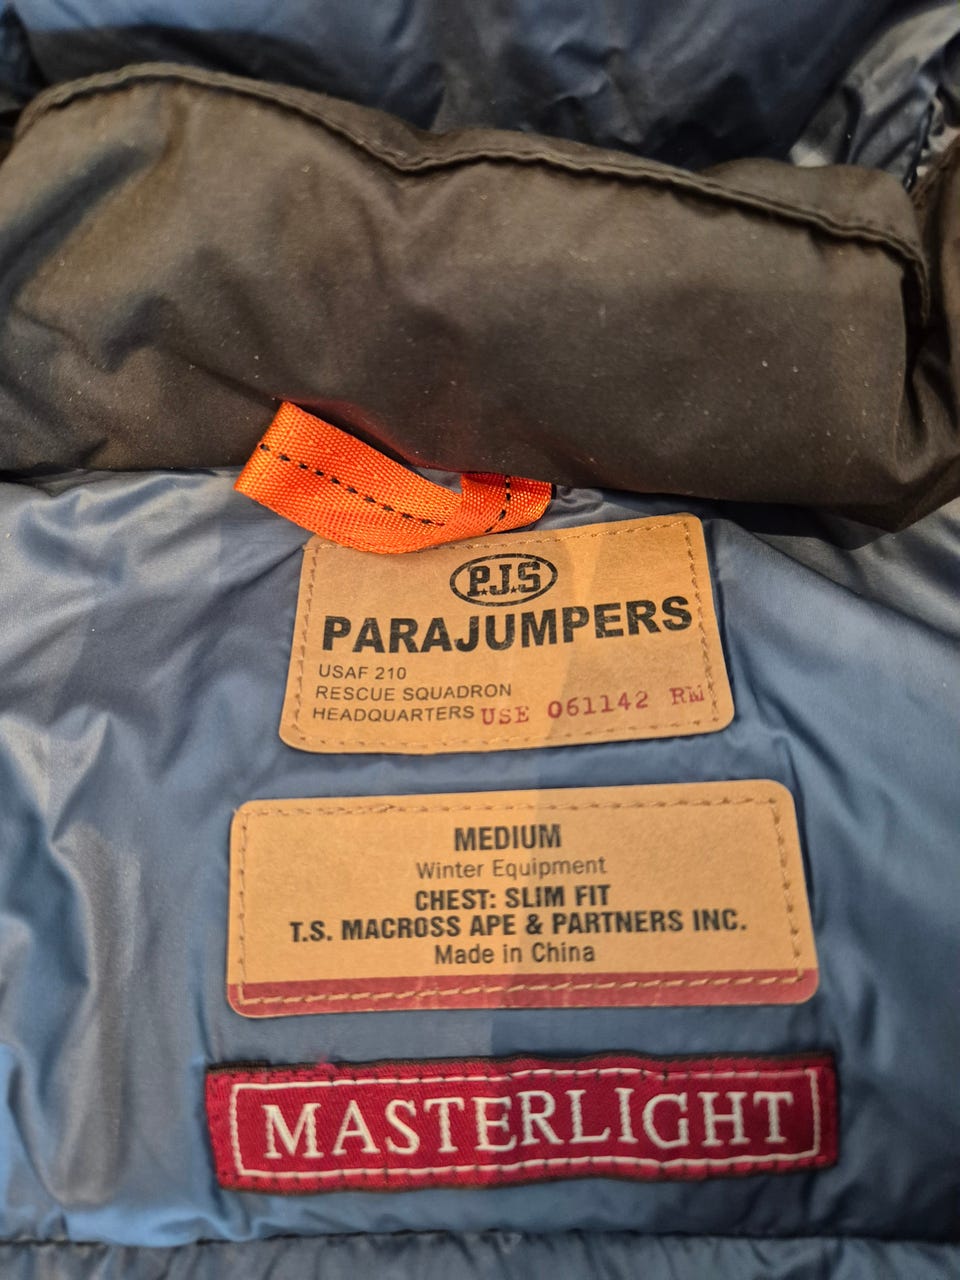 P.J.S
PARAJUMPERS
USAF 210
RESCUE SQUADRON
HEADQUARTERS USE 061142 RM
MEDIUM
Winter Equipment
CHEST: SLIM FIT
T.S. MACROSS APE & PARTNERS INC.
Made in China
MASTERLIGHT